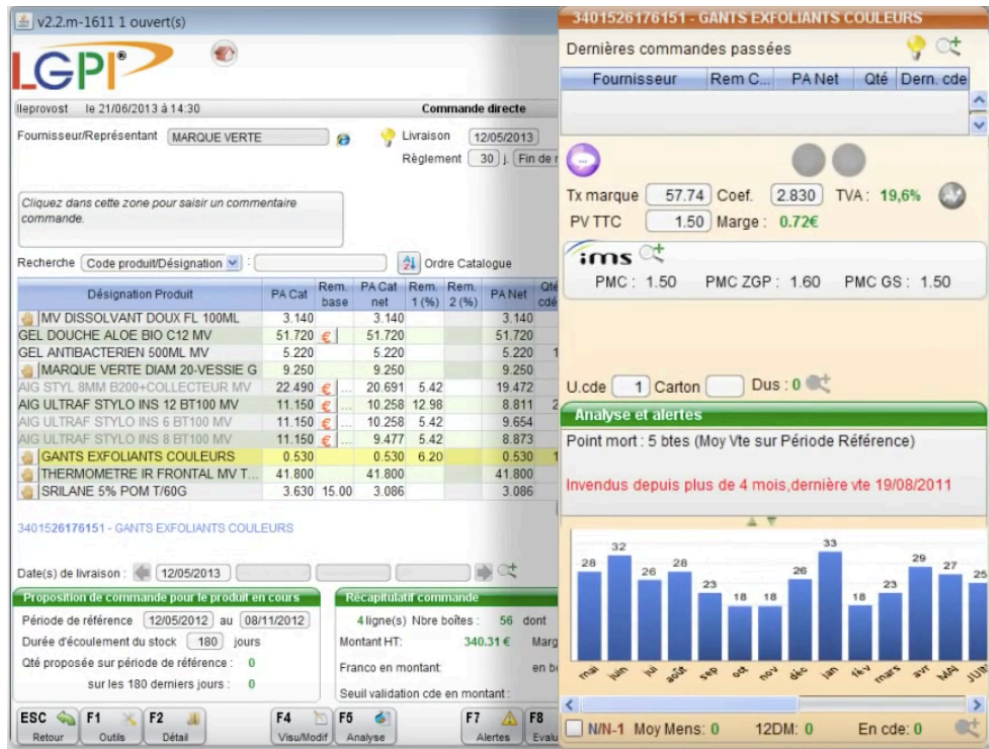 v2.2.m-1611 1 ouvert(s)
LGPI®
lleprovost le 21/06/2013 à 14:30 Commande directe
Fournisseur/Représentant MARQUE VERTE Livraison 12/05/2013
Règlement 30 j. Fin de
Cliquez dans cette zone pour saisir un commentaire
commande.
Recherche Code produit/Désignation : Ordre Catalogue
Désignation Produit PA Cat Rem. base PA Cat net Rem. 1 (%) Rem. 2 (%) PA Net Qté cdé
MV DISSOLVANT DOUX FL 100ML 3.140 3.140 3.140
GEL DOUCHE ALOE BIO C12 MV 51.720 € 51.720 51.720
GEL ANTIBACTERIEN 500ML MV 5.220 5.220 5.220 1
MARQUE VERTE DIAM 20-VESSIE G 9.250 9.250 9.250
AIG STYL 8MM B200+COLLECTEUR MV 22.490 € ... 20.691 5.42 19.472
AIG ULTRAF STYLO INS 12 BT100 MV 11.150 € ... 10.258 12.98 8.811 2
AIG ULTRAF STYLO INS 6 BT100 MV 11.150 € ... 10.258 5.42 9.654
AIG ULTRAF STYLO INS 8 BT100 MV 11.150 € ... 9.477 5.42 8.873
GANTS EXFOLIANTS COULEURS 0.530 0.530 6.20 0.530 1
THERMOMETRE IR FRONTAL MV T... 41.800 41.800 41.800
SRILANE 5% POM T/60G 3.630 15.00 3.086 3.086
3401526176151 - GANTS EXFOLIANTS COULEURS
Date(s) de livraison : 12/05/2013
Proposition de commande pour le produit en cours
Période de référence 12/05/2012 au 08/11/2012
Durée d'écoulement du stock 180 jours
Qté proposée sur période de référence : 0
sur les 180 derniers jours : 0
Récapitulatif commande
4 ligne(s) Nbre boîtes : 56 dont
Montant HT: 340.31 € Marg
Franco en montant: en bo
Seuil validation cde en montant :
ESC Retour
F1 Outils
F2 Détail
F4 Visu/Modif
F5 Analyse
F7 Alertes
F8 Evalu
3401526176151 - GANTS EXFOLIANTS COULEURS
Dernières commandes passées
Fournisseur Rem C... PA Net Qté Dern. cde
Tx marque 57.74 Coef. 2.830 TVA : 19,6%
PV TTC 1.50 Marge : 0.72€
ims
PMC : 1.50 PMC ZGP : 1.60 PMC GS : 1.50
U.cde 1 Carton Dus : 0
Analyse et alertes
Point mort : 5 btes (Moy Vte sur Période Référence)
Invendus depuis plus de 4 mois,dernière vte 19/08/2011
28 32 26 28 23 18 18 26 33 18 23 29 27 25
mai juin juil août sep oct nov déc jan fév mars avr MAI JUI
N/N-1 Moy Mens: 0 12DM: 0 En cde: 0